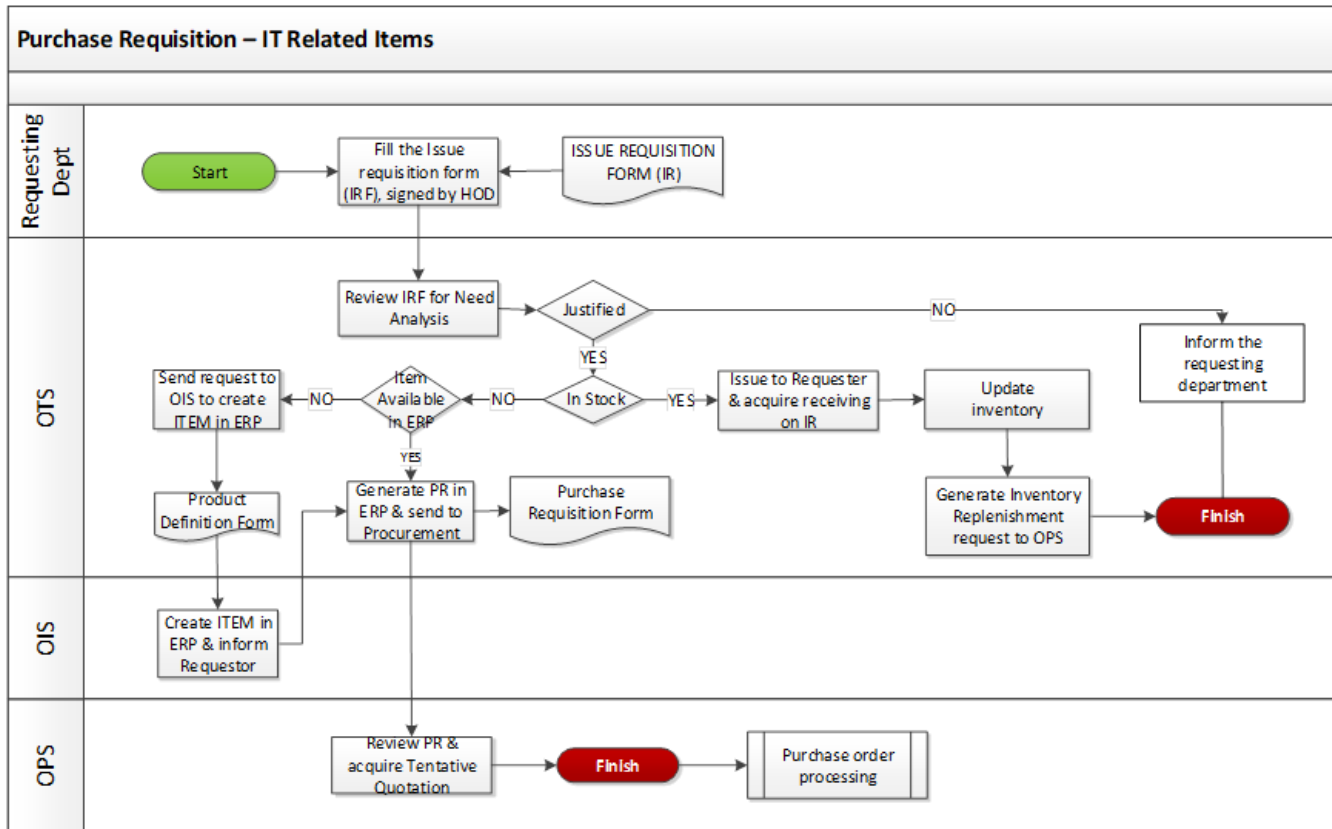 Purchase Requisition – IT Related Items
Requesting
Dept
Start
Fill the Issue
requisition form
(IRF), signed by HOD
ISSUE REQUISITION
FORM (IR)
OTS
Review IRF for Need
Analysis
Justified
NO
Inform the
requesting
department
YES
Send request to
OIS to create
ITEM in ERP
NO
Item
Available
in ERP
NO
In Stock
YES
Issue to Requester
& acquire receiving
on IR
Update
inventory
YES
Product
Definition Form
Generate PR in
ERP & send to
Procurement
Purchase
Requisition Form
Generate Inventory
Replenishment
request to OPS
Finish
OIS
Create ITEM in
ERP & inform
Requestor
OPS
Review PR &
acquire Tentative
Quotation
Finish
Purchase order
processing